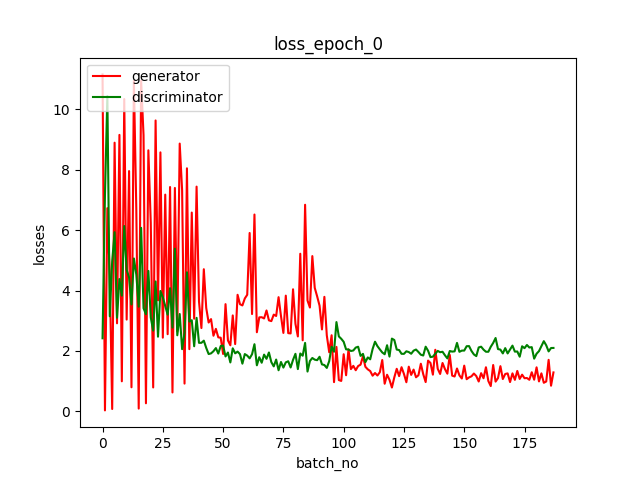 loss_epoch_0
generator
discriminator
10
8
6
4
2
0
losses
0 25 50 75 100 125 150 175
batch_no